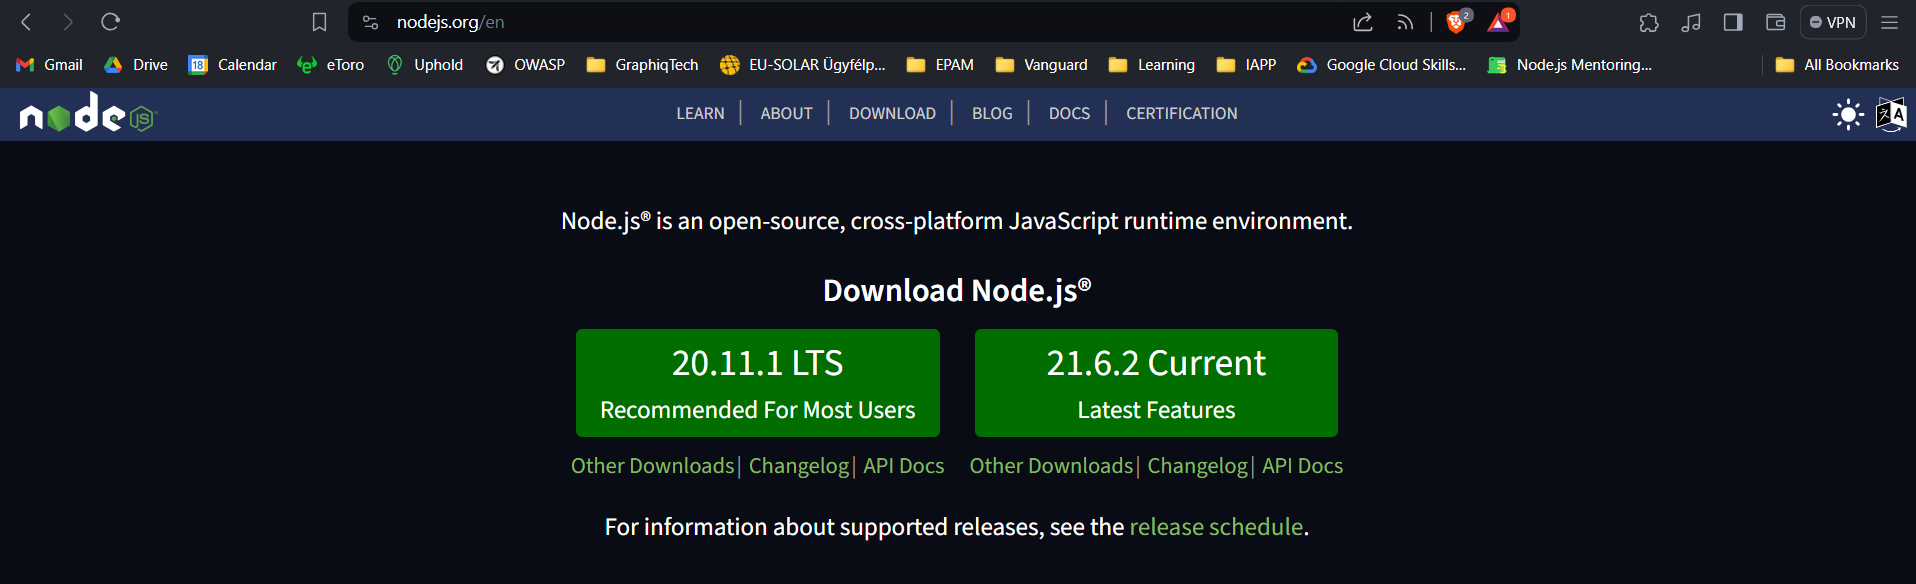 nodejs.org/en
2
1
VPN
Gmail
Drive
18
Calendar
eToro
Uphold
OWASP
GraphiqTech
EU-SOLAR Ügyfélp...
EPAM
Vanguard
Learning
IAPP
Google Cloud Skills...
Node.js Mentoring...
All Bookmarks
node JS
LEARN
ABOUT
DOWNLOAD
BLOG
DOCS
CERTIFICATION
文A
Node.js® is an open-source, cross-platform JavaScript runtime environment.
Download Node.js®
20.11.1 LTS
Recommended For Most Users
Other Downloads| Changelog| API Docs
21.6.2 Current
Latest Features
Other Downloads| Changelog| API Docs
For information about supported releases, see the release schedule.